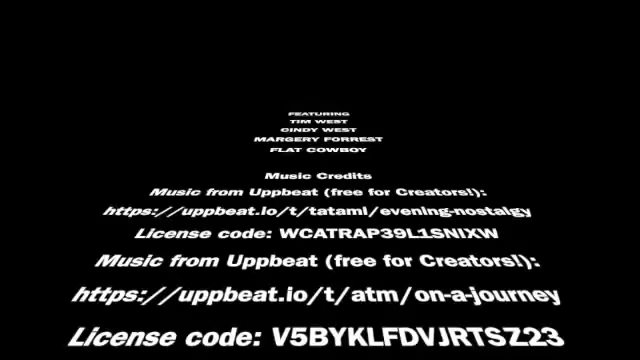 FEATURING
TIM WEST
CINDY WEST
MARGERY FORREST
FLAT COWBOY
Music Credits
Music from Uppbeat (free for Creators!):
https://uppbeat.io/t/tatami/evening-nostalgy
License code: WCATRAP39L1SNIXW
Music from Uppbeat (free for Creators!):
https://uppbeat.io/t/atm/on-a-journey
License code: V5BYKLFDVJRTSZ23